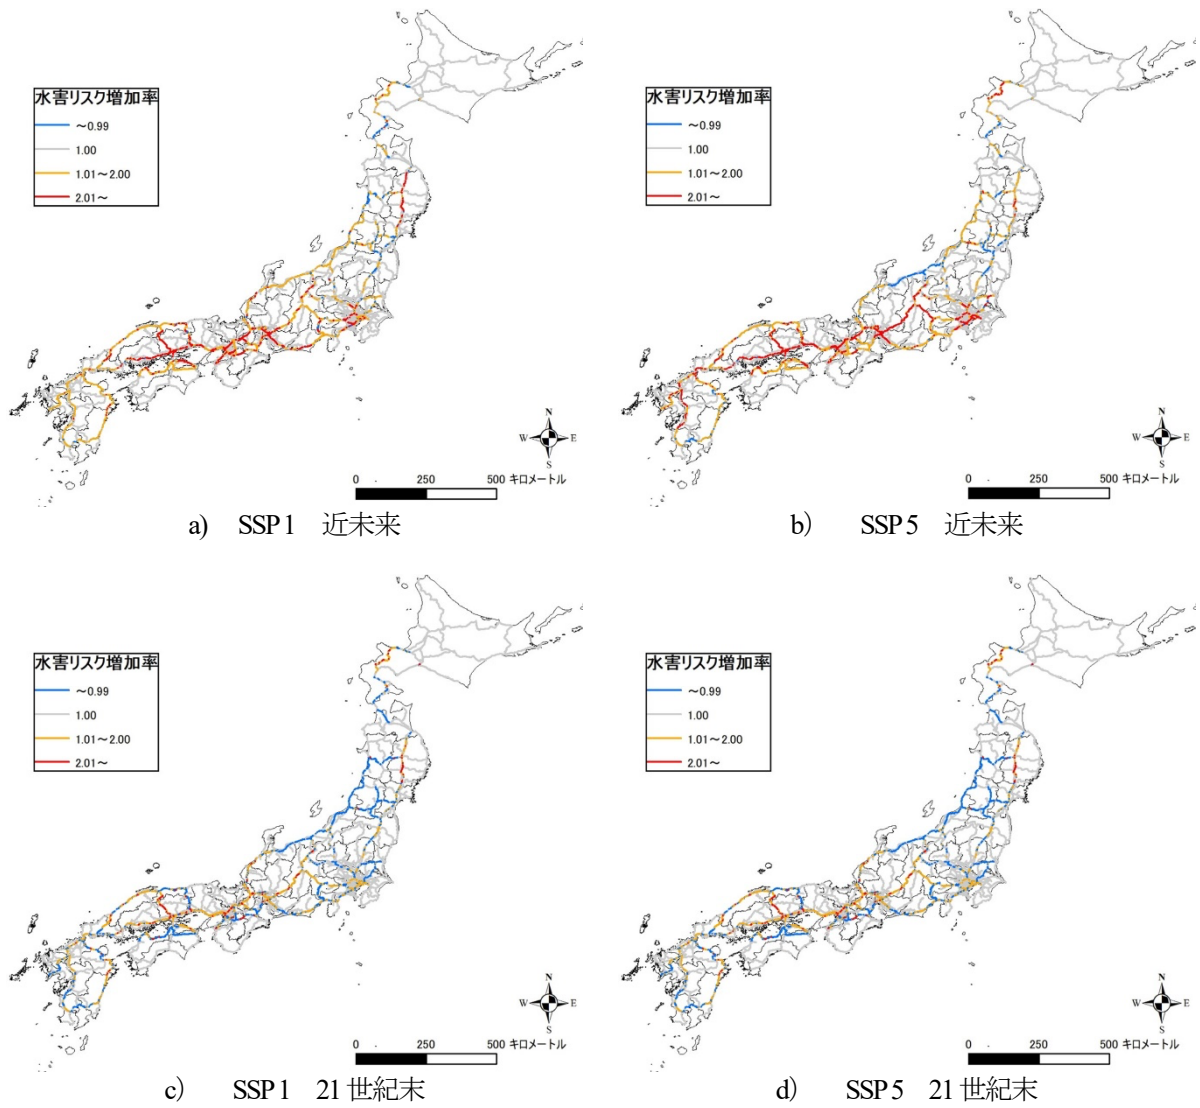 水害リスク増加率
～0.99
1.00
1.01～2.00
2.01～
N
W E
S
0 250 500 キロメートル
a) SSP1 近未来
水害リスク増加率
～0.99
1.00
1.01～2.00
2.01～
N
W E
S
0 250 500 キロメートル
b） SSP5 近未来
水害リスク増加率
～0.99
1.00
1.01～2.00
2.01～
N
W E
S
0 250 500 キロメートル
c） SSP1 21世紀末
水害リスク増加率
～0.99
1.00
1.01～2.00
2.01～
N
W E
S
0 250 500 キロメートル
d） SSP5 21世紀末